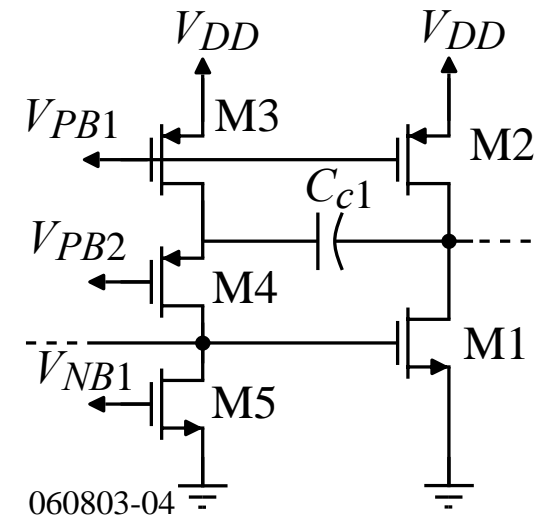 VDD VDD
VPB1 M3 M2
Cc1
VPB2 M4
VNB1 M5 M1
060803-04